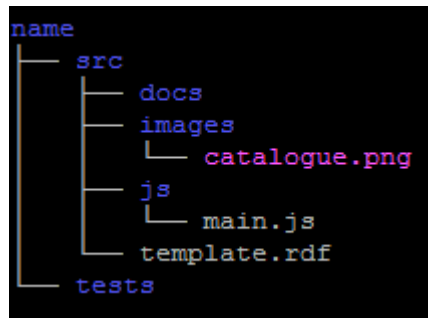 name
src
docs
images
catalogue.png
js
main.js
template.rdf
tests